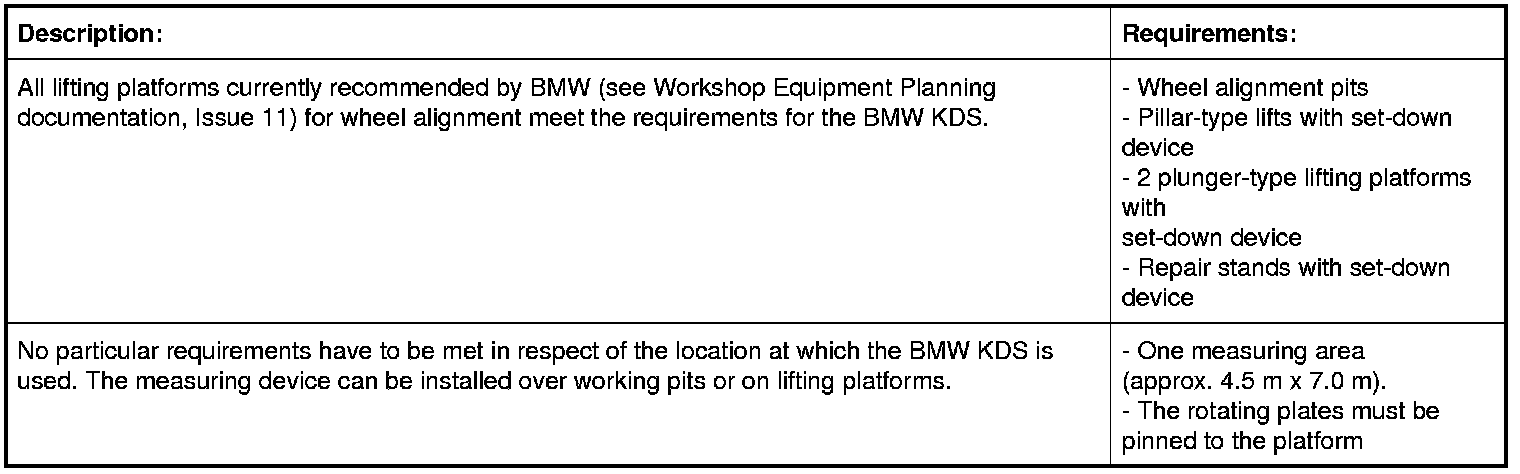 Description:
Requirements:
All lifting platforms currently recommended by BMW (see Workshop Equipment Planning
documentation, Issue 11) for wheel alignment meet the requirements for the BMW KDS.
- Wheel alignment pits
- Pillar-type lifts with set-down
device
- 2 plunger-type lifting platforms
with
set-down device
- Repair stands with set-down
device
No particular requirements have to be met in respect of the location at which the BMW KDS is
used. The measuring device can be installed over working pits or on lifting platforms.
- One measuring area
(approx. 4.5 m x 7.0 m).
- The rotating plates must be
pinned to the platform